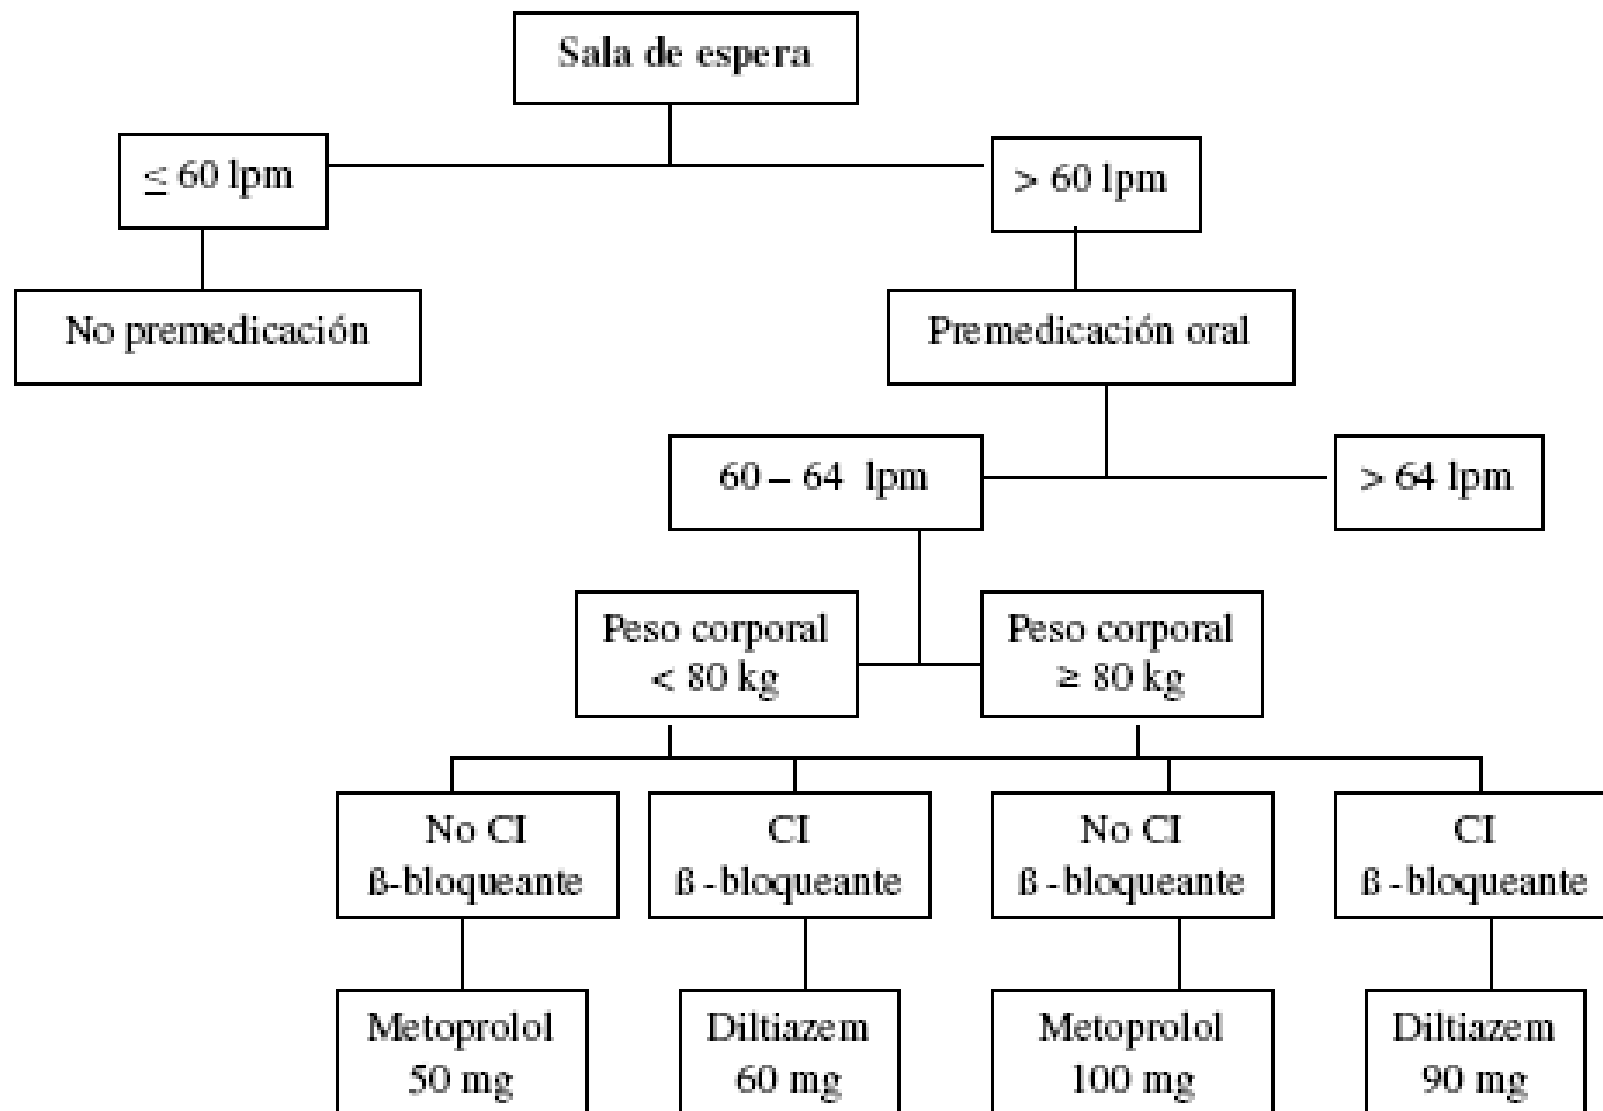 Sala de espera
≤ 60 lpm
> 60 lpm
No premedicación
Premedicación oral
60 – 64 lpm
> 64 lpm
Peso corporal
< 80 kg
Peso corporal
≥ 80 kg
No CI
ß-bloqueante
CI
ß -bloqueante
No CI
ß -bloqueante
CI
ß -bloqueante
Metoprolol
50 mg
Diltiazem
60 mg
Metoprolol
100 mg
Diltiazem
90 mg